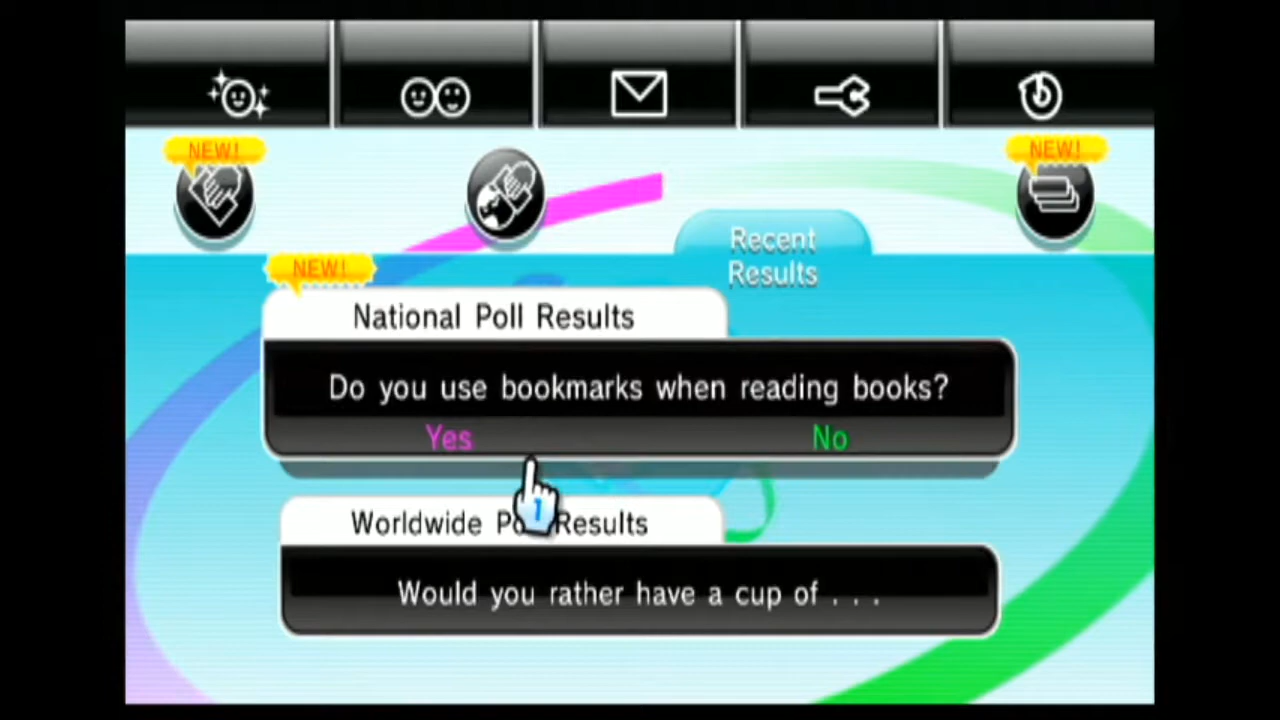 NEW!
NEW!
Recent
Results
NEW!
National Poll Results
Do you use bookmarks when reading books?
Yes No
1
Worldwide Po Results
Would you rather have a cup of . . .